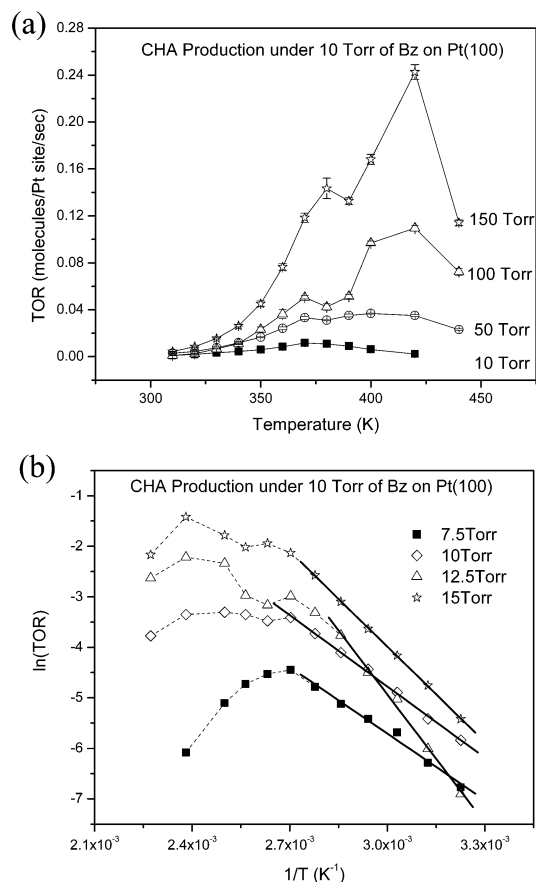 (a)
CHA Production under 10 Torr of Bz on Pt(100)
0.28
0.24
0.20
0.16
0.12
0.08
0.04
0.00
TOR (molecules/Pt site/sec)
150 Torr
100 Torr
50 Torr
10 Torr
300 350 400 450
Temperature (K)
(b)
CHA Production under 10 Torr of Bz on Pt(100)
7.5Torr
10Torr
12.5Torr
15Torr
-1
-2
-3
-4
-5
-6
-7
ln(TOR)
2.1x10⁻³ 2.4x10⁻³ 2.7x10⁻³ 3.0x10⁻³ 3.3x10⁻³
1/T (K⁻¹)